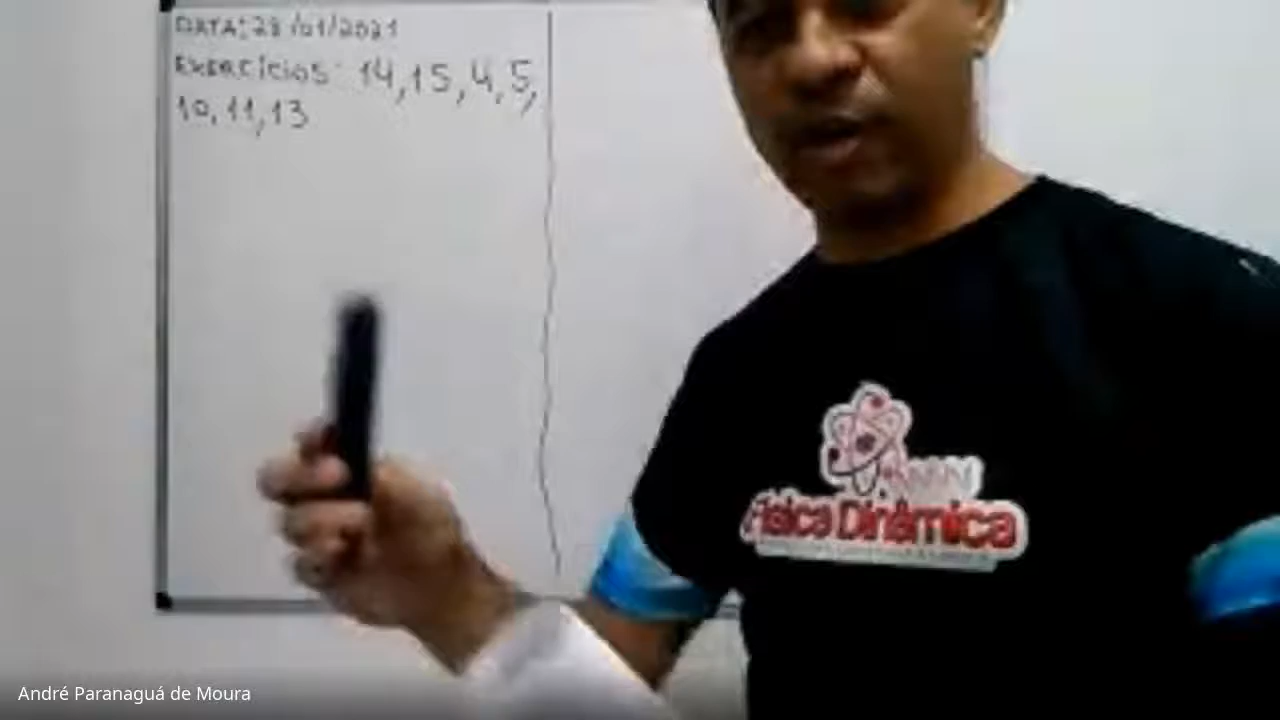 DATA: 28/01/2021
EXERCÍCIOS: 14, 15, 4, 5,
10, 11, 13
Física Dinâmica
André Paranaguá de Moura